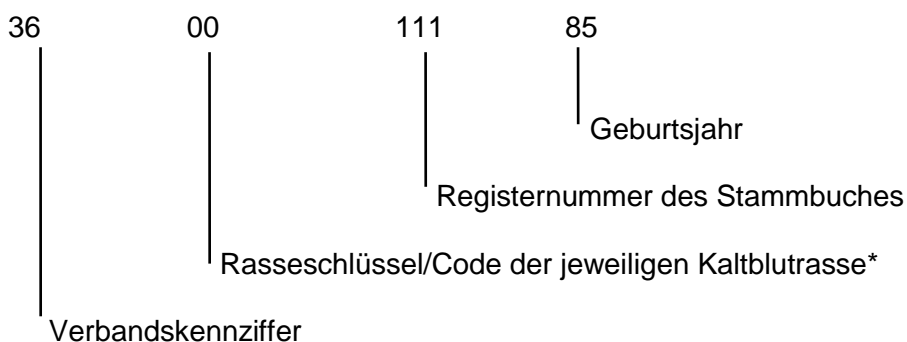 36 00 111 85
Geburtsjahr
Registernummer des Stammbuches
Rasseschlüssel/Code der jeweiligen Kaltblutrasse*
Verbandskennziffer